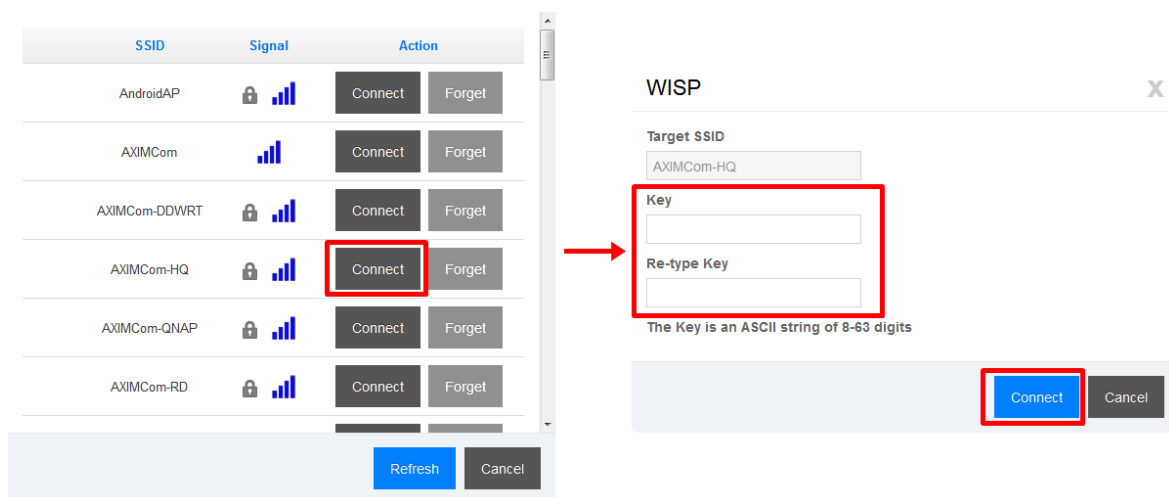 SSID Signal Action
AndroidAP Connect Forget
AXIMCom Connect Forget
AXIMCom-DDWRT Connect Forget
AXIMCom-HQ Connect Forget
AXIMCom-QNAP Connect Forget
AXIMCom-RD Connect Forget
Refresh Cancel
WISP X
Target SSID
AXIMCom-HQ
Key
Re-type Key
The Key is an ASCII string of 8-63 digits
Connect Cancel